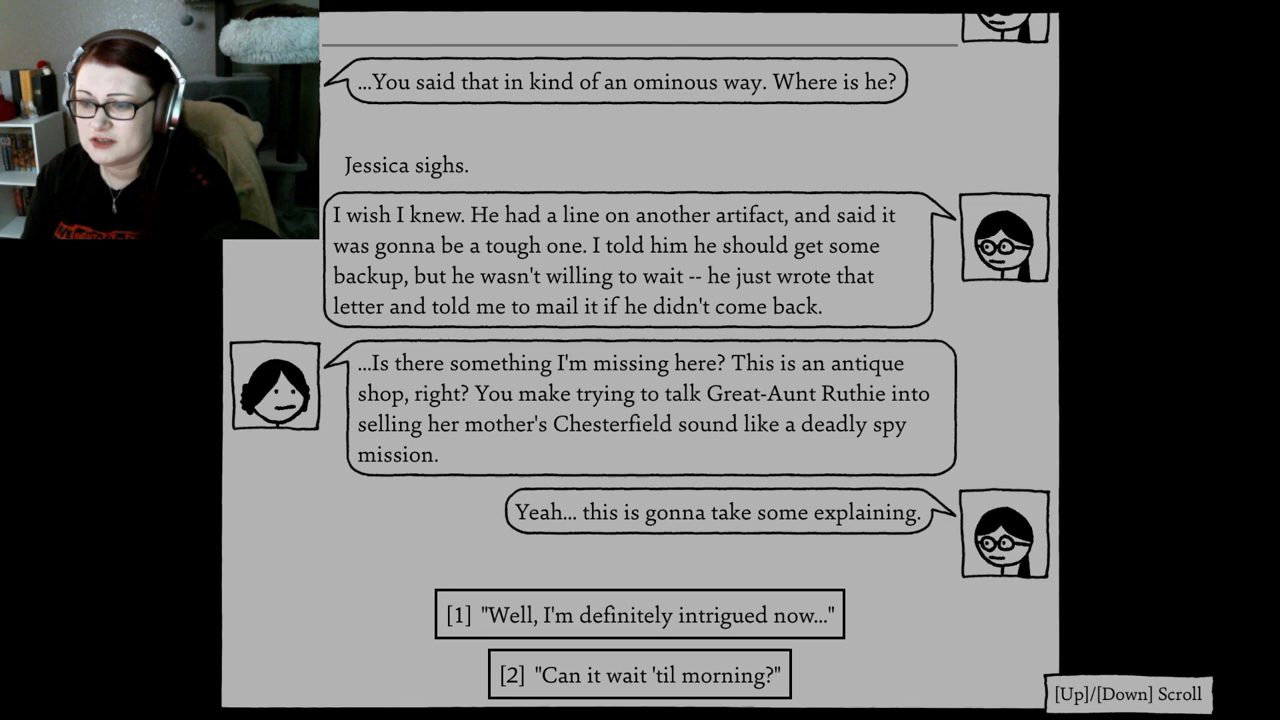 ...You said that in kind of an ominous way. Where is he?
Jessica sighs.
I wish I knew. He had a line on another artifact, and said it
was gonna be a tough one. I told him he should get some
backup, but he wasn't willing to wait -- he just wrote that
letter and told me to mail it if he didn't come back.
...Is there something I'm missing here? This is an antique
shop, right? You make trying to talk Great-Aunt Ruthie into
selling her mother's Chesterfield sound like a deadly spy
mission.
Yeah... this is gonna take some explaining.
[1] "Well, I'm definitely intrigued now..."
[2] "Can it wait 'til morning?"
[Up]/[Down] Scroll